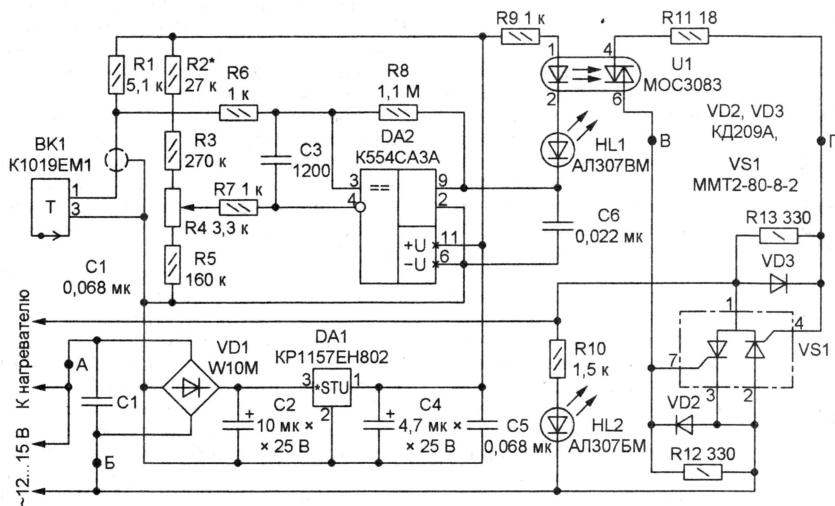 R1
5,1 к
R2*
27 к
R6
1 к
R8
1,1 М
R9 1 к
1
2
4
6
R11 18
U1
МОС3083
VD2, VD3
КД209А,
VS1
ММТ2-80-8-2
ВК1
К1019ЕМ1
Т
1
3
R3
270 к
C3
1200
DA2
К554СА3А
3
4
==
9
2
+U
11
–U
6
HL1
АЛ307ВМ
В
Г
R7 1 к
R4 3,3 к
R5
160 к
C6
0,022 мк
R13 330
VD3
C1
0,068 мк
1
4
7
3
2
VS1
К нагревателю
~12...15 В
А
C1
Б
VD1
W10M
DA1
КР1157ЕН802
3
*STU
1
2
+
C2
10 мк ×
× 25 В
+
C4
4,7 мк ×
× 25 В
C5
0,068 мк
R10
1,5 к
HL2
АЛ307БМ
VD2
R12 330